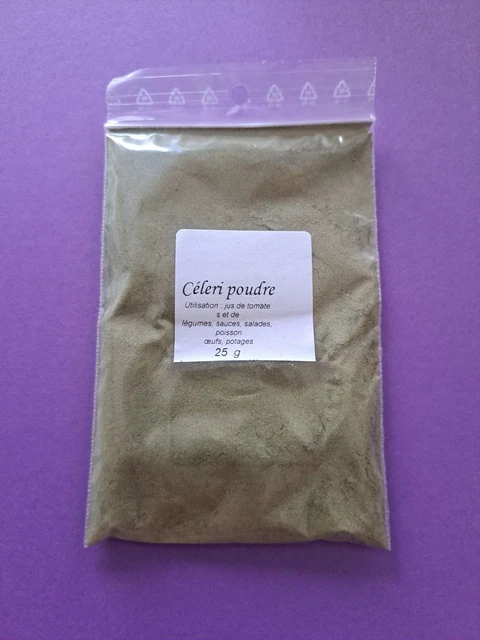 Céleri poudre
Utilisation : jus de tomate
s et de
légumes, sauces, salades,
poisson
œufs, potages
25 g